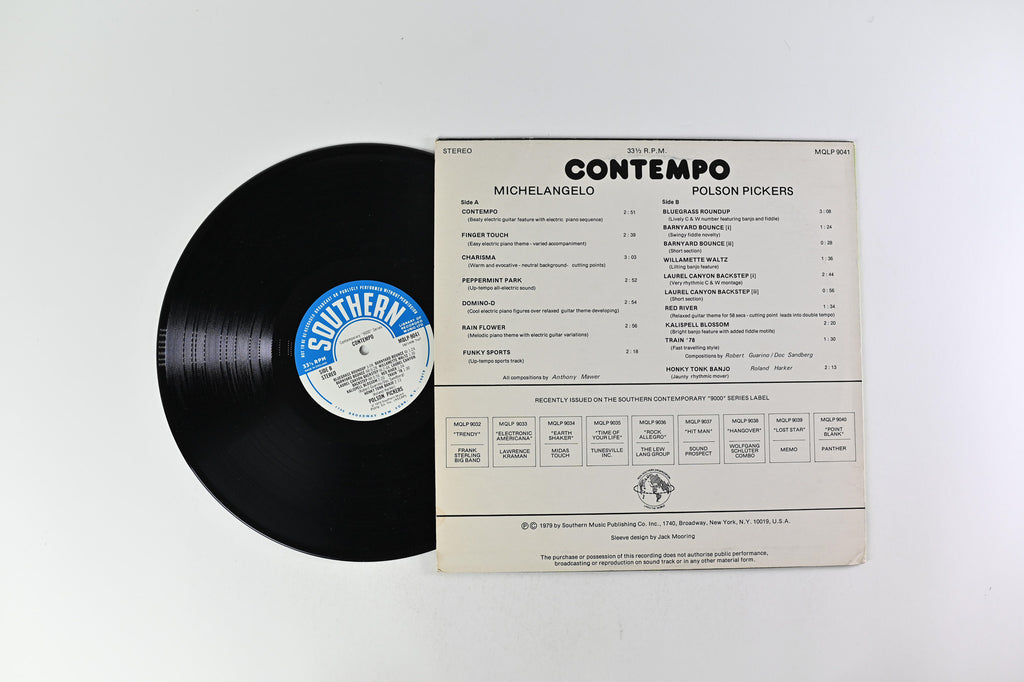 STEREO
33⅓ R.P.M.
MQLP 9041
CONTEMPO
MICHELANGELO
Side A
CONTEMPO 2:51
(Beaty electric guitar feature with electric piano sequence)
FINGER TOUCH 2:39
(Easy electric piano theme - varied accompaniment)
CHARISMA 3:03
(Warm and evocative - neutral background- cutting points)
PEPPERMINT PARK 2:52
(Up-tempo all-electric sound)
DOMINO-D 2:54
(Cool electric piano figures over relaxed guitar theme developing)
RAIN FLOWER 2:56
(Melodic piano theme with electric guitar variations)
FUNKY SPORTS 2:18
(Up-tempo sports track)
All compositions by Anthony Mawer
POLSON PICKERS
Side B
BLUEGRASS ROUNDUP 3:08
(Lively C & W number featuring banjo and fiddle)
BARNYARD BOUNCE [i] 1:24
(Swingy fiddle novelty)
BARNYARD BOUNCE [ii] 0:28
(Short section)
WILLAMETTE WALTZ 1:36
(Lilting banjo feature)
LAUREL CANYON BACKSTEP [i] 2:44
(Very rhythmic C & W montage)
LAUREL CANYON BACKSTEP [ii] 0:56
(Short section)
RED RIVER 1:34
(Relaxed guitar theme for 58 secs - cutting point leads into double tempo)
KALISPELL BLOSSOM 2:20
(Bright banjo feature with added fiddle motifs)
TRAIN '78 1:30
(Fast travelling style)
Compositions by Robert Guarino/Doc Sandberg
HONKY TONK BANJO Roland Harker 2:13
(Jaunty rhythmic mover)
RECENTLY ISSUED ON THE SOUTHERN CONTEMPORARY "9000" SERIES LABEL
MQLP 9032
"TRENDY"
FRANK
STERLING
BIG BAND
MQLP 9033
"ELECTRONIC
AMERICANA"
LAWRENCE
KRAMAN
MQLP 9034
"EARTH
SHAKER"
MIDAS
TOUCH
MQLP 9035
"TIME OF
YOUR LIFE"
TUNESVILLE
INC.
MQLP 9036
"ROCK
ALLEGRO"
THE LEW
LANG GROUP
MQLP 9037
"HIT MAN"
SOUND
PROSPECT
MQLP 9038
"HANGOVER"
WOLFGANG
SCHLÜTER
COMBO
MQLP 9039
"LOST STAR"
MEMO
MQLP 9040
"POINT
BLANK"
PANTHER
℗ © 1979 by Southern Music Publishing Co. Inc., 1740, Broadway, New York, N.Y. 10019, U.S.A.
Sleeve design by Jack Mooring
The purchase or possession of this recording does not authorise public performance,
broadcasting or reproduction on sound track or in any other material form.
SOUTHERN
LIBRARY OF
RECORDED
MUSIC
33⅓ RPM
Contemporary "9000" Series
CONTEMPO
MQLP 9041
SIDE B
STEREO
POLSON PICKERS
1740 BROADWAY, NEW YORK, N.Y.